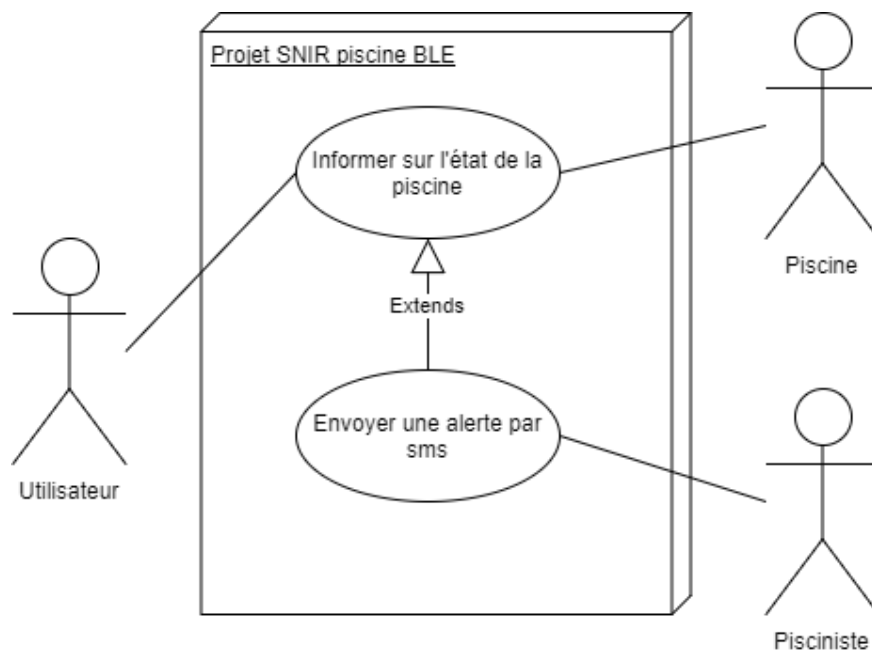 Projet SNIR piscine BLE
Informer sur l'état de la
piscine
Piscine
Extends
Envoyer une alerte par
sms
Utilisateur
Pisciniste